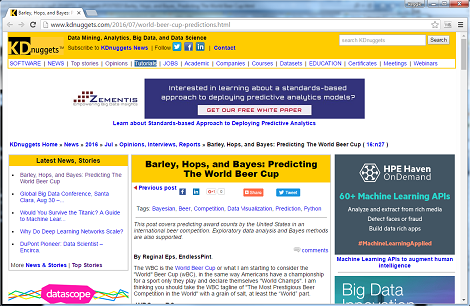 Barley, Hops, and Bayes: P
www.kdnuggets.com/2016/07/world-beer-cup-predictions.html
KDnuggets™
Data Mining, Analytics, Big Data, and Data Science
Subscribe to KDnuggets News | Follow | Contact
search KDnuggets Search
SOFTWARE | NEWS | Top stories | Opinions | Tutorials | JOBS | Academic | Companies | Courses | Datasets | EDUCATION | Certificates | Meetings | Webinars
ZEMENTIS
Interested in learning about a standards-based
approach to deploying predictive analytics models?
GET OUR FREE WHITE PAPER
Learn about Standards-based Approach to Deploying Predictive Analytics
KDnuggets Home » News » 2016 » Jul » Opinions, Interviews, Reports » Barley, Hops, and Bayes: Predicting The World Beer Cup ( 16:n27 )
Latest News, Stories
Barley, Hops, and Bayes: Predicting The
World Beer Cup
Global Big Data Conference, Santa
Clara, Aug 30 –...
Would You Survive the Titanic? A Guide
to Machine Lear...
Why Do Deep Learning Networks Scale?
DuPont Pioneer: Data Scientist –
Encirca
More News & Stories | Top Stories
datascope
Barley, Hops, and Bayes: Predicting
The World Beer Cup
Previous post
Share
Tweet
Tags: Bayesian, Beer, Competition, Data Visualization, Prediction, Python
This post covers predicting award counts by the United States in an
international beer competition. Exploratory data analysis and Bayes methods
are also supported.
comments
By Reginal Eps, EndlessPint
The WBC is the World Beer Cup or what I am starting to consider the
"World" Beer Cup (aBC), in the same way Americans have a championship
for a sport only they play and declare themselves "World Champs". I am
thinking you should take the WBC tagline of "The Most Prestigious Beer
Competition in the World" with a grain of salt, at least the "World" part.
HPE Haven
OnDemand
60+ Machine Learning APIs
Analyze and extract from rich media
Detect faces or fraud
Build data rich apps
#MachineLearningApplied
Machine Learning APIs to augment human
intelligence
Big Data
Innovation